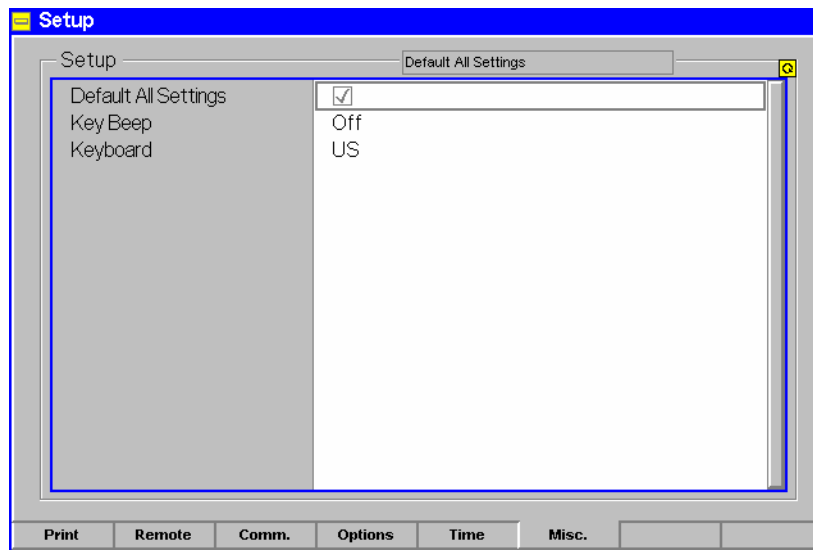 Setup
Setup
Default All Settings
Default All Settings
Key Beep Off
Keyboard US
Print Remote Comm. Options Time Misc.